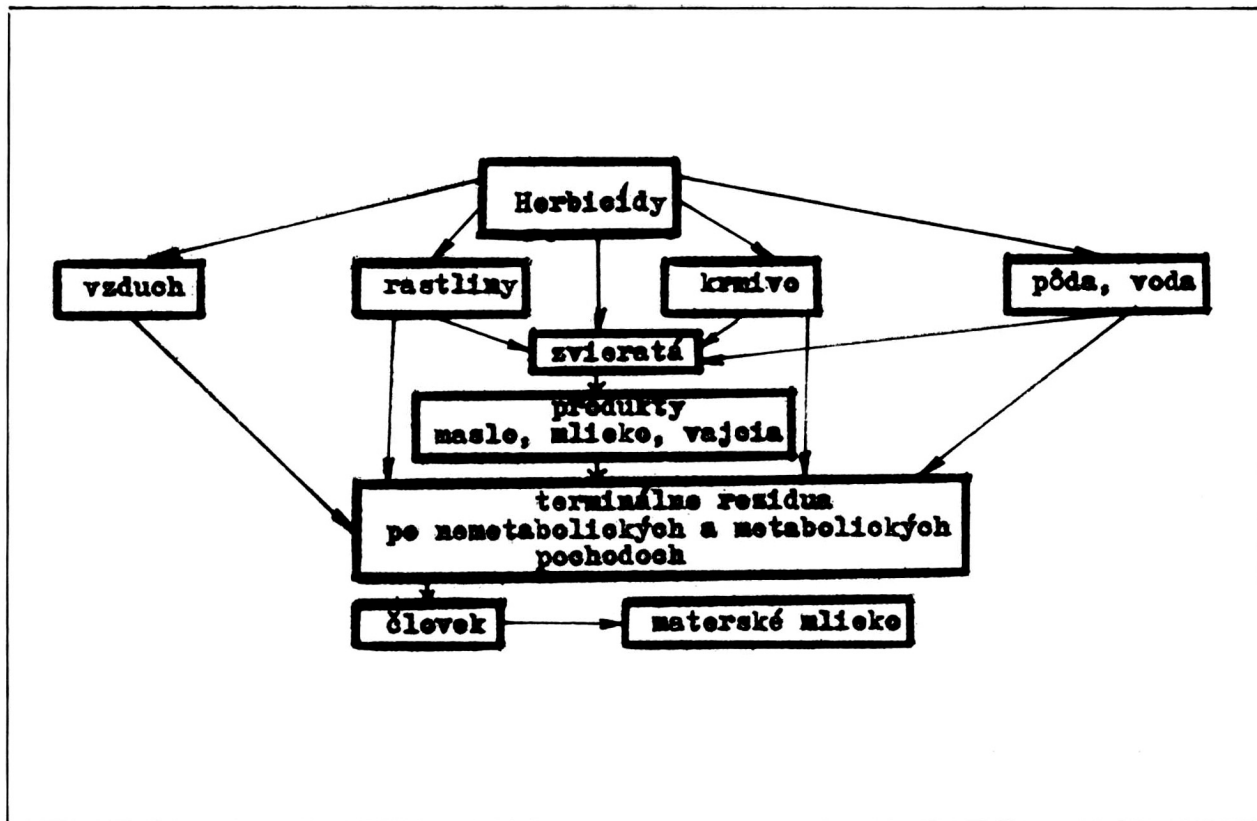 Herbicídy
vzduch
rastliny
krmivo
pôda, voda
zvieratá
produkty
maslo, mlieko, vajcia
terminálne rezidua
po nemetabolických a metabolických
pochodoch
človek
materské mlieko